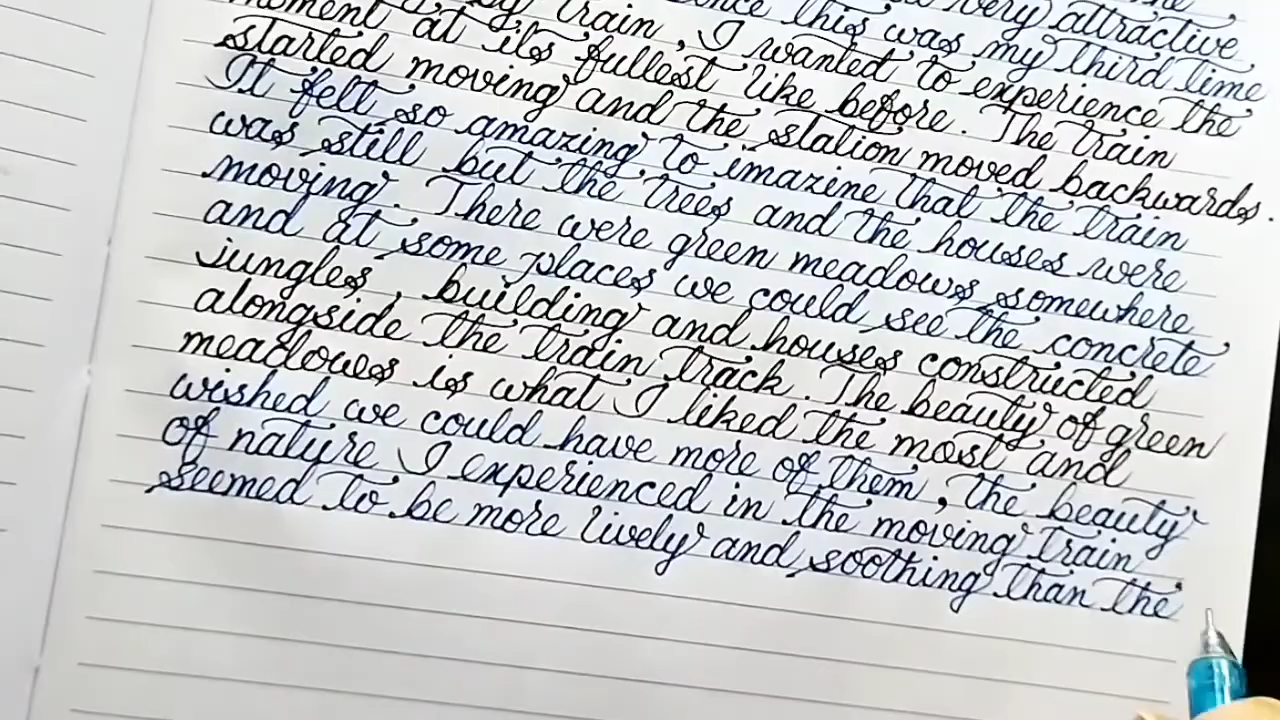 very attractive
by train, I wanted to experience the
moment at its fullest like before. The train
started moving and the station moved backwards.
It felt so amazing to imazine that the train
was still but the trees and the houses were
moving. There were green meadows somewhere
and at some places we could see the concrete
jungles, building and houses constructed
alongside the train track. The beauty of green
meadows is what I liked the most and
wished we could have more of them, the beauty
of nature I experienced in the moving train
seemed to be more lively and soothing than the